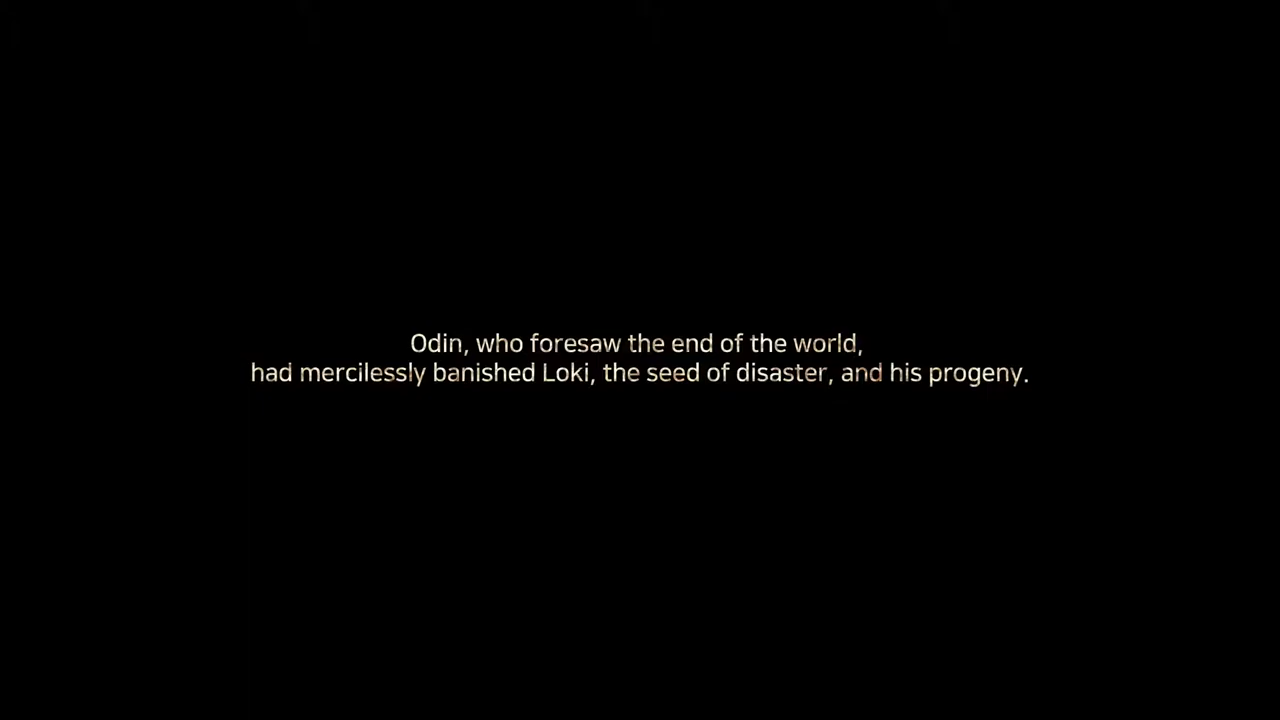 Odin, who foresaw the end of the world,
had mercilessly banished Loki, the seed of disaster, and his progeny.